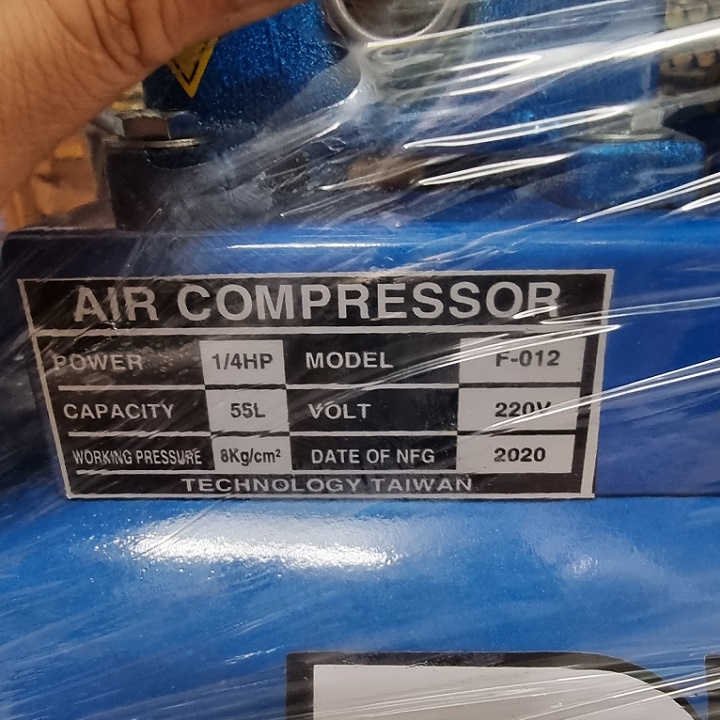 AIR COMPRESSOR
POWER 1/4HP MODEL F-012
CAPACITY 55L VOLT 220V
WORKING PRESSURE 8Kg/cm² DATE OF NFG 2020
TECHNOLOGY TAIWAN